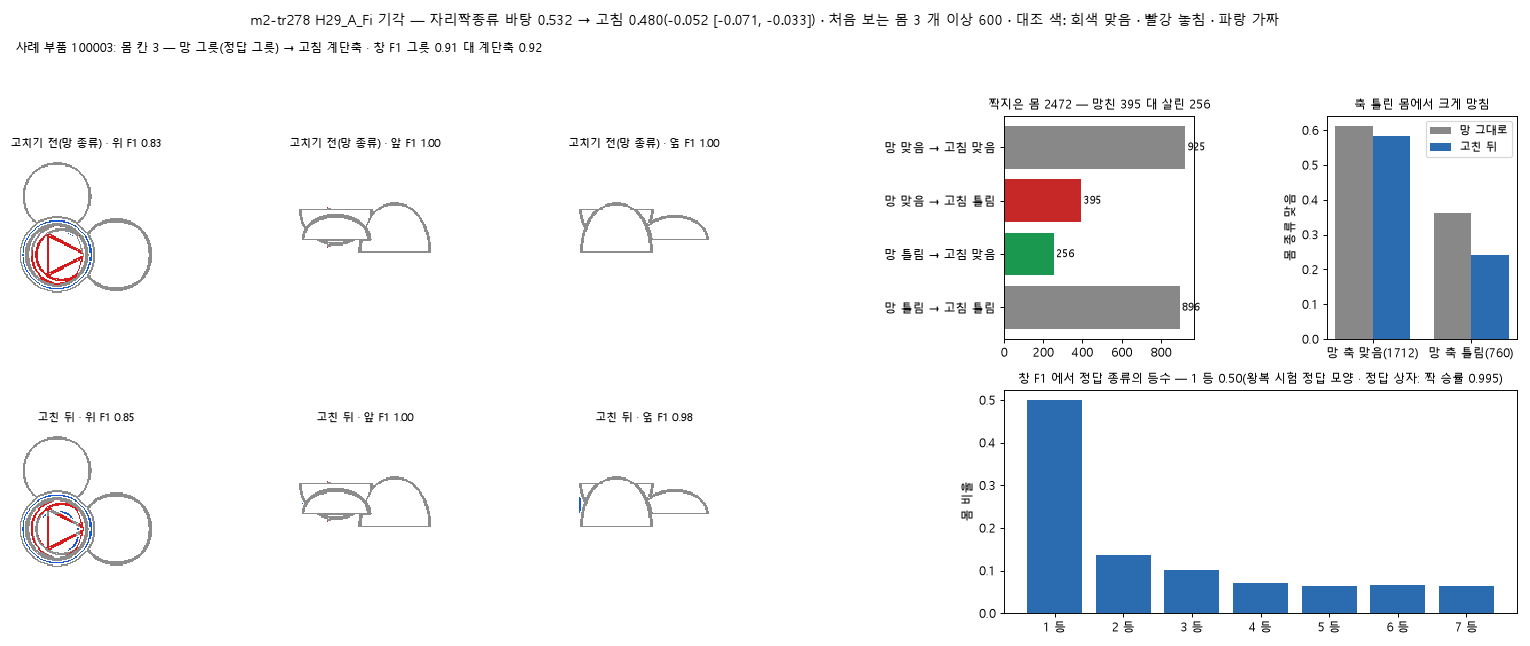 m2-tr278 H29_A_Fi 기각 — 자리짝종류 바탕 0.532 → 고침 0.480(-0.052 [-0.071, -0.033]) · 처음 보는 몸 3 개 이상 600 · 대조 색: 회색 맞음 · 빨강 놓침 · 파랑 가짜
사례 부품 100003: 몸 칸 3 — 망 그릇(정답 그릇) → 고침 계단축 · 창 F1 그릇 0.91 대 계단축 0.92
고치기 전(망 종류) · 위 F1 0.83
고치기 전(망 종류) · 앞 F1 1.00
고치기 전(망 종류) · 옆 F1 1.00
고친 뒤 · 위 F1 0.85
고친 뒤 · 앞 F1 1.00
고친 뒤 · 옆 F1 0.98
짝지은 몸 2472 — 망친 395 대 살린 256
망 맞음 → 고침 맞음
925
망 맞음 → 고침 틀림
395
망 틀림 → 고침 맞음
256
망 틀림 → 고침 틀림
896
0 200 400 600 800
축 틀린 몸에서 크게 망침
망 그대로
고친 뒤
몸 종류 맞음
0.6
0.5
0.4
0.3
0.2
0.1
0.0
망 축 맞음(1712) 망 축 틀림(760)
창 F1 에서 정답 종류의 등수 — 1 등 0.50(왕복 시험 정답 모양 · 정답 상자: 짝 승률 0.995)
몸 비율
0.5
0.4
0.3
0.2
0.1
0.0
1 등 2 등 3 등 4 등 5 등 6 등 7 등